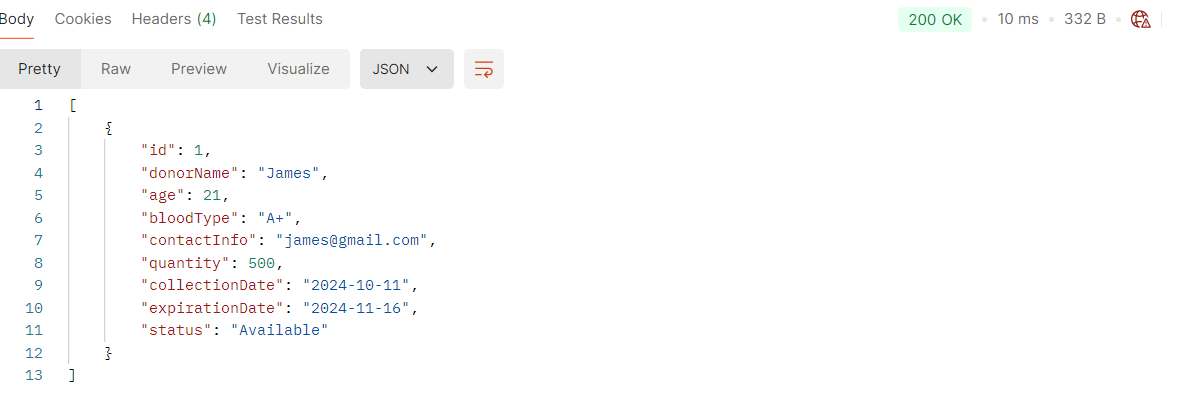 Body Cookies Headers (4) Test Results 200 OK 10 ms 332 B
Pretty Raw Preview Visualize JSON
1 [
2 {
3 "id": 1,
4 "donorName": "James",
5 "age": 21,
6 "bloodType": "A+",
7 "contactInfo": "james@gmail.com",
8 "quantity": 500,
9 "collectionDate": "2024-10-11",
10 "expirationDate": "2024-11-16",
11 "status": "Available"
12 }
13 ]